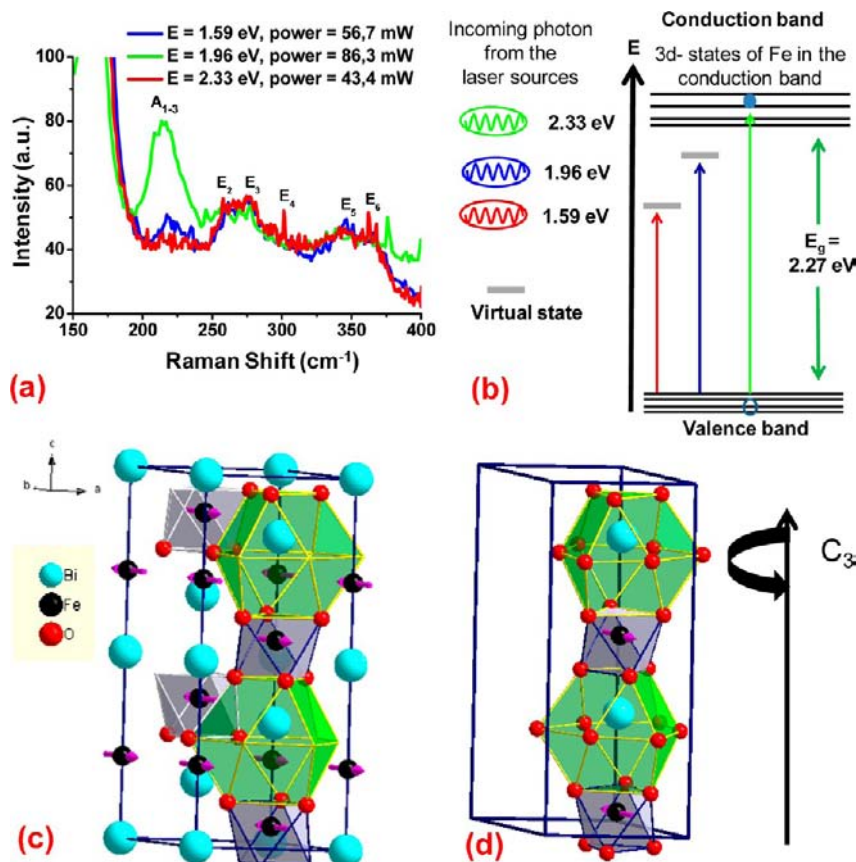 E = 1.59 eV, power = 56,7 mW
E = 1.96 eV, power = 86,3 mW
E = 2.33 eV, power = 43,4 mW
A1-3
E2
E3
E4
E5
E6
100
80
60
40
20
150
200
250
300
350
400
Intensity (a.u.)
Raman Shift (cm-1)
(a)
Incoming photon
from the
laser sources
2.33 eV
1.96 eV
1.59 eV
Virtual state
(b)
Conduction band
E
3d- states of Fe in the
conduction band
Eg =
2.27 eV
Valence band
c
b
a
Bi
Fe
O
(c)
(d)
C3